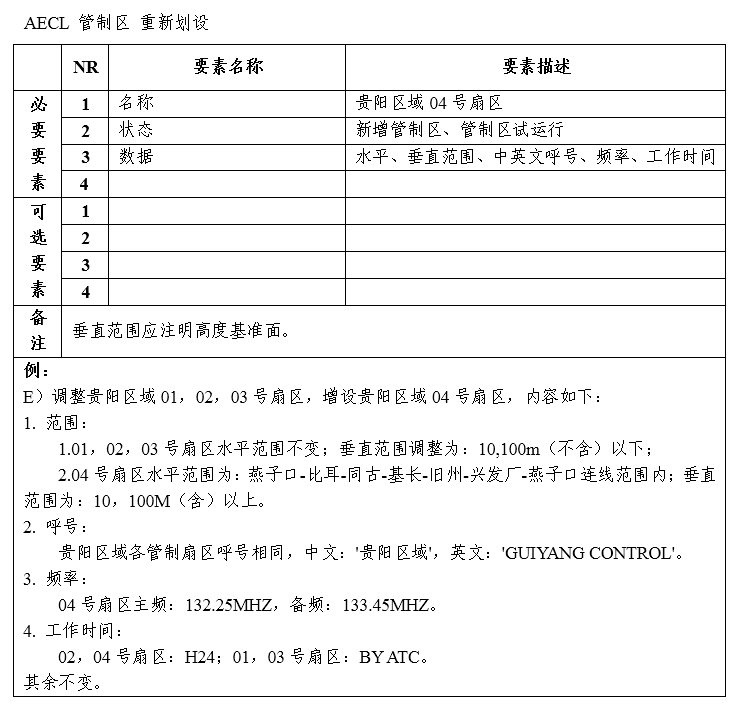 AECL 管制区 重新划设
NR 要素名称 要素描述
必要要素
1 名称 贵阳区域 04 号扇区
2 状态 新增管制区、管制区试运行
3 数据 水平、垂直范围、中英文呼号、频率、工作时间
4
可选要素
1
2
3
4
备注 垂直范围应注明高度基准面。
例：
E）调整贵阳区域 01，02，03 号扇区，增设贵阳区域 04 号扇区，内容如下：
1. 范围：
1.01，02，03 号扇区水平范围不变；垂直范围调整为：10,100m（不含）以下；
2.04 号扇区水平范围为：燕子口-比耳-同古-基长-旧州-兴发厂-燕子口连线范围内；垂直
范围为：10，100M（含）以上。
2. 呼号：
贵阳区域各管制扇区呼号相同，中文：'贵阳区域'，英文：'GUIYANG CONTROL'。
3. 频率：
04 号扇区主频：132.25MHZ，备频：133.45MHZ。
4. 工作时间：
02，04 号扇区：H24；01，03 号扇区：BY ATC。
其余不变。